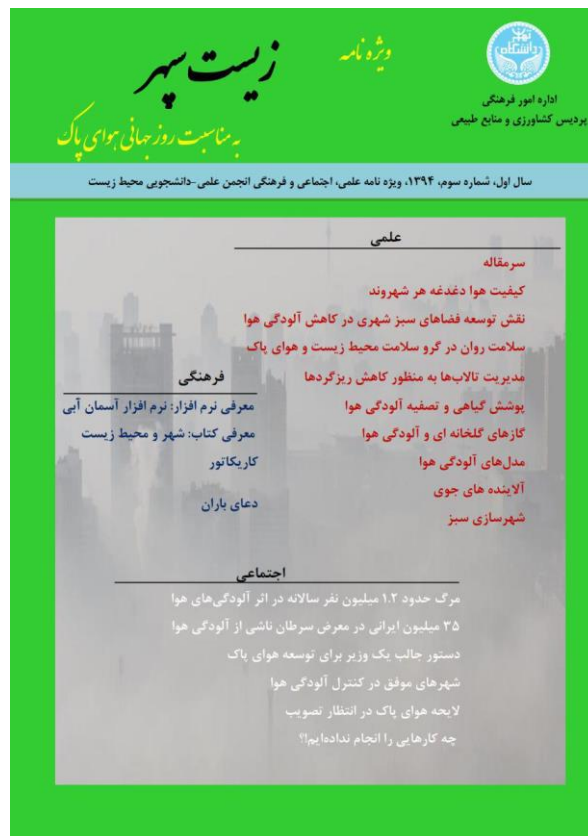 دانشگاه تهران
اداره امور فرهنگی
پردیس کشاورزی و منابع طبیعی
ویژه نامه
زیست سپهر
به مناسبت روز جهانی هوای پاک
سال اول، شماره سوم، ۱۳۹۴، ویژه نامه علمی، اجتماعی و فرهنگی انجمن علمی-دانشجویی محیط زیست
علمی
سرمقاله
کیفیت هوا دغدغه هر شهروند
نقش توسعه فضاهای سبز شهری در کاهش آلودگی هوا
سلامت روان در گرو سلامت محیط زیست و هوای پاک
مدیریت تالاب‌ها به منظور کاهش ریزگردها
پوشش گیاهی و تصفیه آلودگی هوا
گازهای گلخانه ای و آلودگی هوا
مدل‌های آلودگی هوا
آلاینده های جوی
شهرسازی سبز
فرهنگی
معرفی نرم افزار: نرم افزار آسمان آبی
معرفی کتاب: شهر و محیط زیست
کاریکاتور
دعای باران
اجتماعی
مرگ حدود ۱.۲ میلیون نفر سالانه در اثر آلودگی‌های هوا
۳۵ میلیون ایرانی در معرض سرطان ناشی از آلودگی هوا
دستور جالب یک وزیر برای توسعه هوای پاک
شهرهای موفق در کنترل آلودگی هوا
لایحه هوای پاک در انتظار تصویب
چه کارهایی را انجام نداده‌ایم!؟